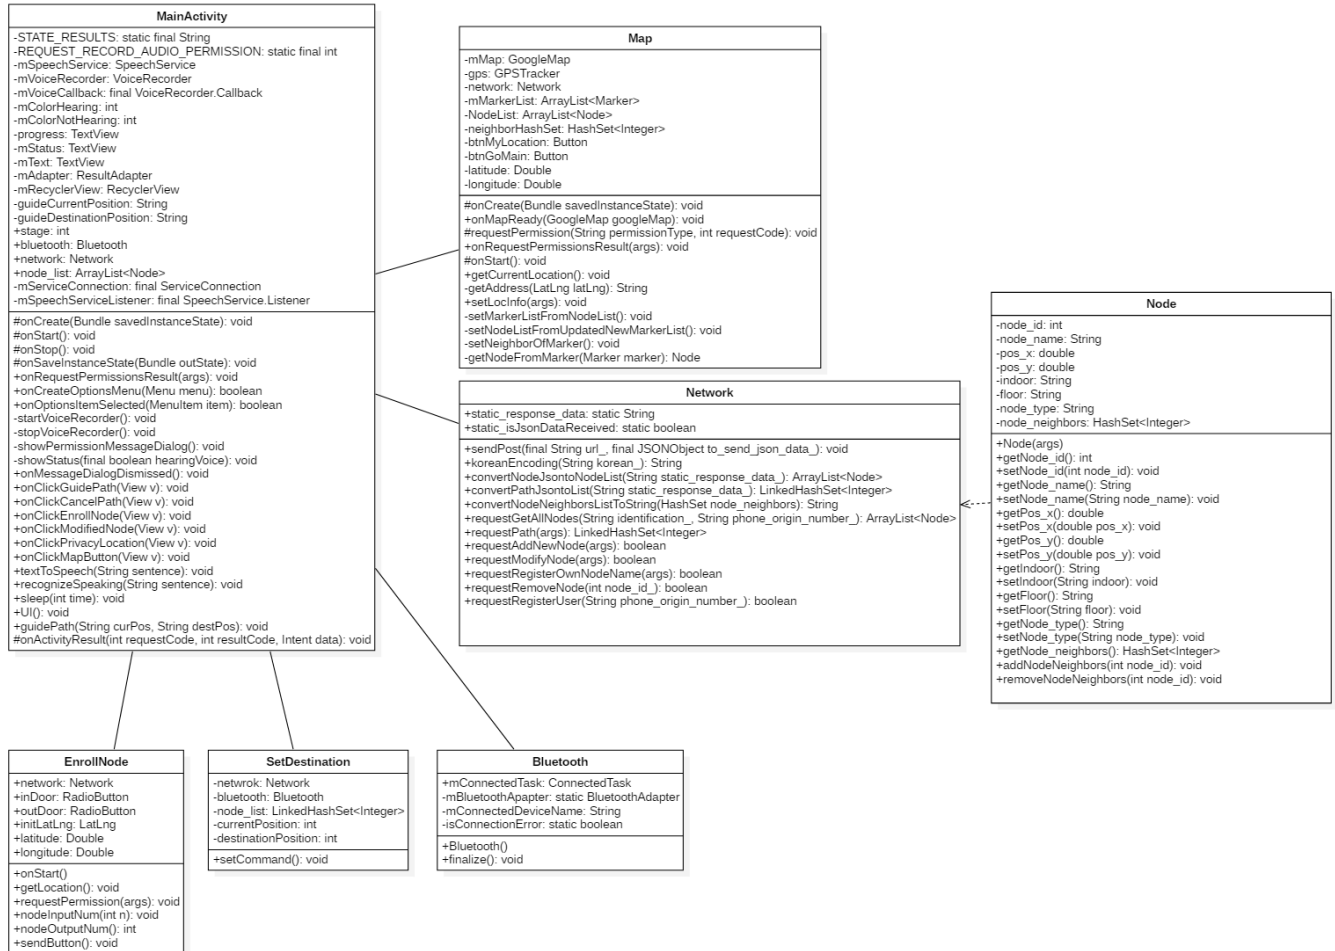 MainActivity
-STATE_RESULTS: static final String
-REQUEST_RECORD_AUDIO_PERMISSION: static final int
-mSpeechService: SpeechService
-mVoiceRecorder: VoiceRecorder
-mVoiceCallback: final VoiceRecorder.Callback
-mColorHearing: int
-mColorNotHearing: int
-progress: TextView
-mStatus: TextView
-mText: TextView
-mAdapter: ResultAdapter
-mRecyclerView: RecyclerView
-guideCurrentPosition: String
-guideDestinationPosition: String
+stage: int
+bluetooth: Bluetooth
+network: Network
+node_list: ArrayList<Node>
-mServiceConnection: final ServiceConnection
-mSpeechServiceListener: final SpeechService.Listener
#onCreate(Bundle savedInstanceState): void
#onStart(): void
#onStop(): void
#onSaveInstanceState(Bundle outState): void
+onRequestPermissionsResult(args): void
+onCreateOptionsMenu(Menu menu): boolean
+onOptionsItemSelected(MenuItem item): boolean
-startVoiceRecorder(): void
-stopVoiceRecorder(): void
-showPermissionMessageDialog(): void
-showStatus(final boolean hearingVoice): void
+onMessageDialogDismissed(): void
+onClickGuidePath(View v): void
+onClickCancelPath(View v): void
+onClickEnrollNode(View v): void
+onClickModifiedNode(View v): void
+onClickPrivacyLocation(View v): void
+onClickMapButton(View v): void
+textToSpeech(String sentence): void
+recognizeSpeaking(String sentence): void
+sleep(int time): void
+UI(): void
+guidePath(String curPos, String destPos): void
#onActivityResult(int requestCode, int resultCode, Intent data): void
Map
-mMap: GoogleMap
-gps: GPSTracker
-network: Network
-mMarkerList: ArrayList<Marker>
-NodeList: ArrayList<Node>
-neighborHashSet: HashSet<Integer>
-btnMyLocation: Button
-btnGoMain: Button
-latitude: Double
-longitude: Double
#onCreate(Bundle savedInstanceState): void
+onMapReady(GoogleMap googleMap): void
#requestPermission(String permissionType, int requestCode): void
+onRequestPermissionsResult(args): void
#onStart(): void
+getCurrentLocation(): void
-getAddress(LatLng latLng): String
+setLocInfo(args): void
-setMarkerListFromNodeList(): void
-setNodeListFromUpdatedNewMarkerList(): void
-setNeighborOfMarker(): void
-getNodeFromMarker(Marker marker): Node
Network
+static_response_data: static String
+static_isJsonDataReceived: static boolean
+sendPost(final String url_, final JSONObject to_send_json_data_): void
+koreanEncoding(String korean_): String
+convertNodeJsontoNodeList(String static_response_data_): ArrayList<Node>
+convertPathJsontoList(String static_response_data_): LinkedHashSet<Integer>
+convertNodeNeighborsListToString(HashSet node_neighbors): String
+requestGetAllNodes(String identification_, String phone_origin_number_): ArrayList<Node>
+requestPath(args): LinkedHashSet<Integer>
+requestAddNewNode(args): boolean
+requestModifyNode(args): boolean
+requestRegisterOwnNodeName(args): boolean
+requestRemoveNode(int node_id_): boolean
+requestRegisterUser(String phone_origin_number_): boolean
Node
-node_id: int
-node_name: String
-pos_x: double
-pos_y: double
-indoor: String
-floor: String
-node_type: String
-node_neighbors: HashSet<Integer>
+Node(args)
+getNode_id(): int
+setNode_id(int node_id): void
+getNode_name(): String
+setNode_name(String node_name): void
+getPos_x(): double
+setPos_x(double pos_x): void
+getPos_y(): double
+setPos_y(double pos_y): void
+getIndoor(): String
+setIndoor(String indoor): void
+getFloor(): String
+setFloor(String floor): void
+getNode_type(): String
+setNode_type(String node_type): void
+getNode_neighbors(): HashSet<Integer>
+addNodeNeighbors(int node_id): void
+removeNodeNeighbors(int node_id): void
EnrollNode
+network: Network
+inDoor: RadioButton
+outDoor: RadioButton
+initLatLng: LatLng
+latitude: Double
+longitude: Double
+onStart()
+getLocation(): void
+requestPermission(args): void
+nodeInputNum(int n): void
+nodeOutputNum(): int
+sendButton(): void
SetDestination
-netwrok: Network
-bluetooth: Bluetooth
-node_list: LinkedHashSet<Integer>
-currentPosition: int
-destinationPosition: int
+setCommand(): void
Bluetooth
+mConnectedTask: ConnectedTask
-mBluetoothApapter: static BluetoothAdapter
-mConnectedDeviceName: String
-isConnectionError: static boolean
+Bluetooth()
+finalize(): void